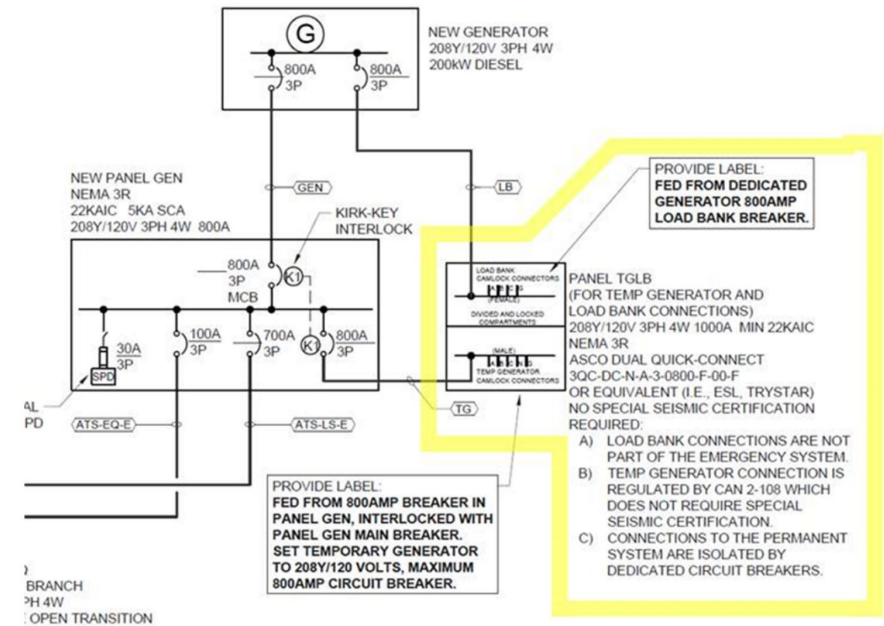 G
NEW GENERATOR
208Y/120V 3PH 4W
200kW DIESEL
800A
3P
800A
3P
GEN
LB
NEW PANEL GEN
NEMA 3R
22KAIC 5KA SCA
208Y/120V 3PH 4W 800A
KIRK-KEY
INTERLOCK
800A
3P
MCB
K1
30A
3P
SPD
100A
3P
700A
3P
K1
800A
3P
AL
PD
ATS-EQ-E
ATS-LS-E
TG
PROVIDE LABEL:
FED FROM DEDICATED
GENERATOR 800AMP
LOAD BANK BREAKER.
LOAD BANK
CAMLOCK CONNECTORS
A B C N G
(FEMALE)
DIVIDED AND LOCKED
COMPARTMENTS
(MALE)
A B C N G
TEMP GENERATOR
CAMLOCK CONNECTORS
PANEL TGLB
(FOR TEMP GENERATOR AND
LOAD BANK CONNECTIONS)
208Y/120V 3PH 4W 1000A MIN 22KAIC
NEMA 3R
ASCO DUAL QUICK-CONNECT
3QC-DC-N-A-3-0800-F-00-F
OR EQUIVALENT (I.E., ESL, TRYSTAR)
NO SPECIAL SEISMIC CERTIFICATION
REQUIRED:
A) LOAD BANK CONNECTIONS ARE NOT
PART OF THE EMERGENCY SYSTEM.
B) TEMP GENERATOR CONNECTION IS
REGULATED BY CAN 2-108 WHICH
DOES NOT REQUIRE SPECIAL
SEISMIC CERTIFICATION.
C) CONNECTIONS TO THE PERMANENT
SYSTEM ARE ISOLATED BY
DEDICATED CIRCUIT BREAKERS.
PROVIDE LABEL:
FED FROM 800AMP BREAKER IN
PANEL GEN, INTERLOCKED WITH
PANEL GEN MAIN BREAKER.
SET TEMPORARY GENERATOR
TO 208Y/120 VOLTS, MAXIMUM
800AMP CIRCUIT BREAKER.
BRANCH
PH 4W
OPEN TRANSITION